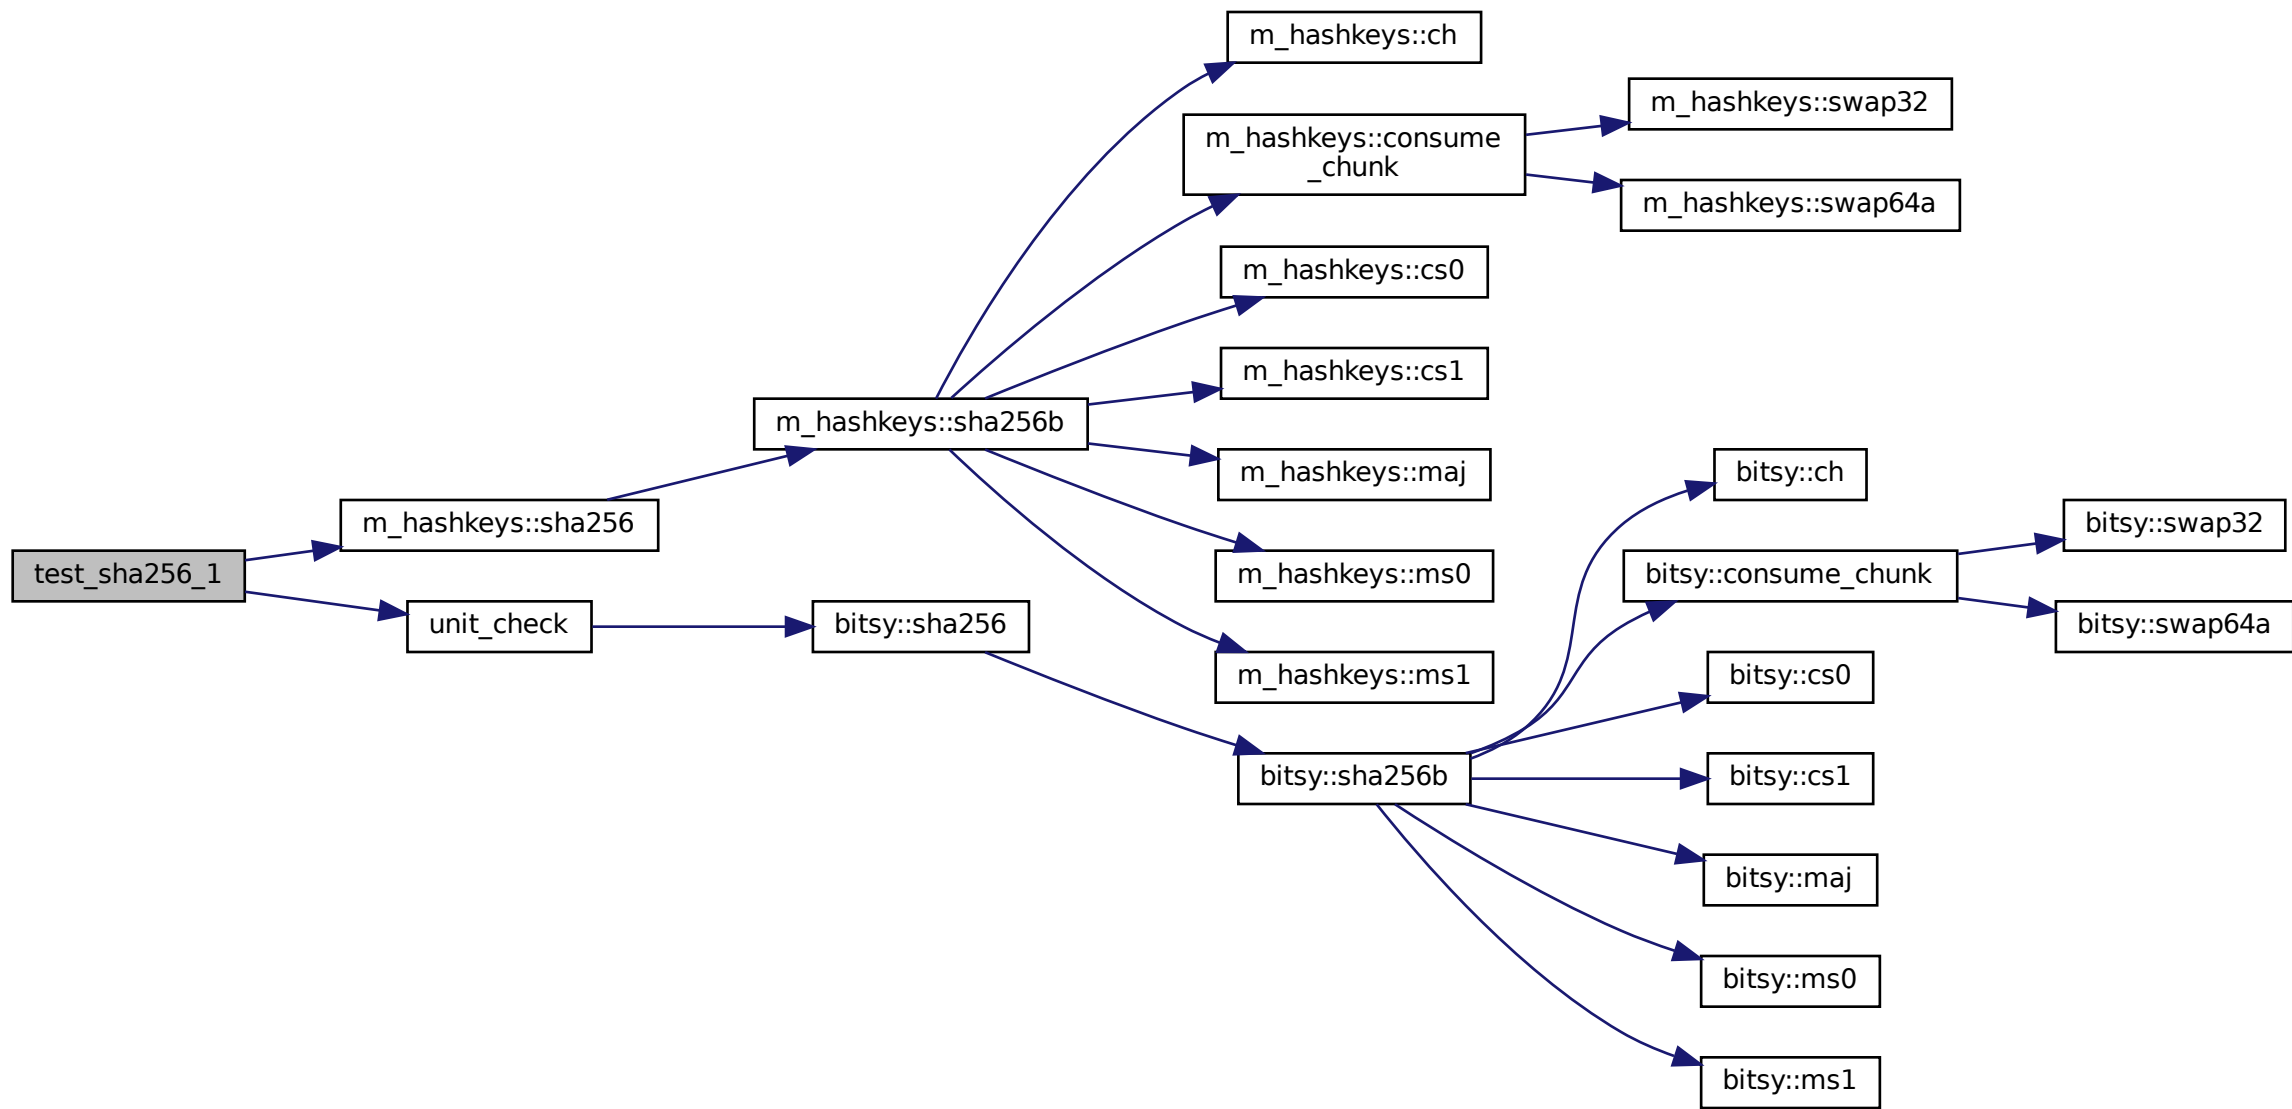 m_hashkeys::ch
m_hashkeys::swap32
m_hashkeys::consume
_chunk
m_hashkeys::swap64a
m_hashkeys::cs0
m_hashkeys::cs1
m_hashkeys::sha256b
m_hashkeys::maj
bitsy::ch
m_hashkeys::sha256
bitsy::swap32
test_sha256_1
m_hashkeys::ms0
bitsy::consume_chunk
unit_check
bitsy::sha256
bitsy::swap64a
m_hashkeys::ms1
bitsy::cs0
bitsy::sha256b
bitsy::cs1
bitsy::maj
bitsy::ms0
bitsy::ms1